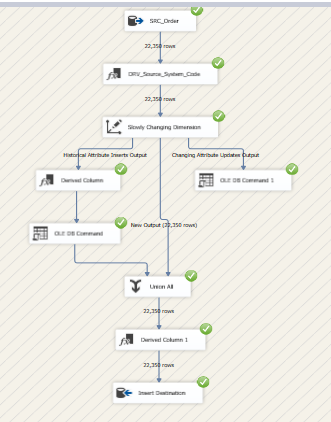 SRC_Order
22,350 rows
DRV_Source_System_Code
22,350 rows
Slowly Changing Dimension
Historical Attribute Inserts Output
Changing Attribute Updates Output
Derived Column
OLE DB Command 1
OLE DB Command
New Output (22,350 rows)
Union All
22,350 rows
Derived Column 1
22,350 rows
Insert Destination